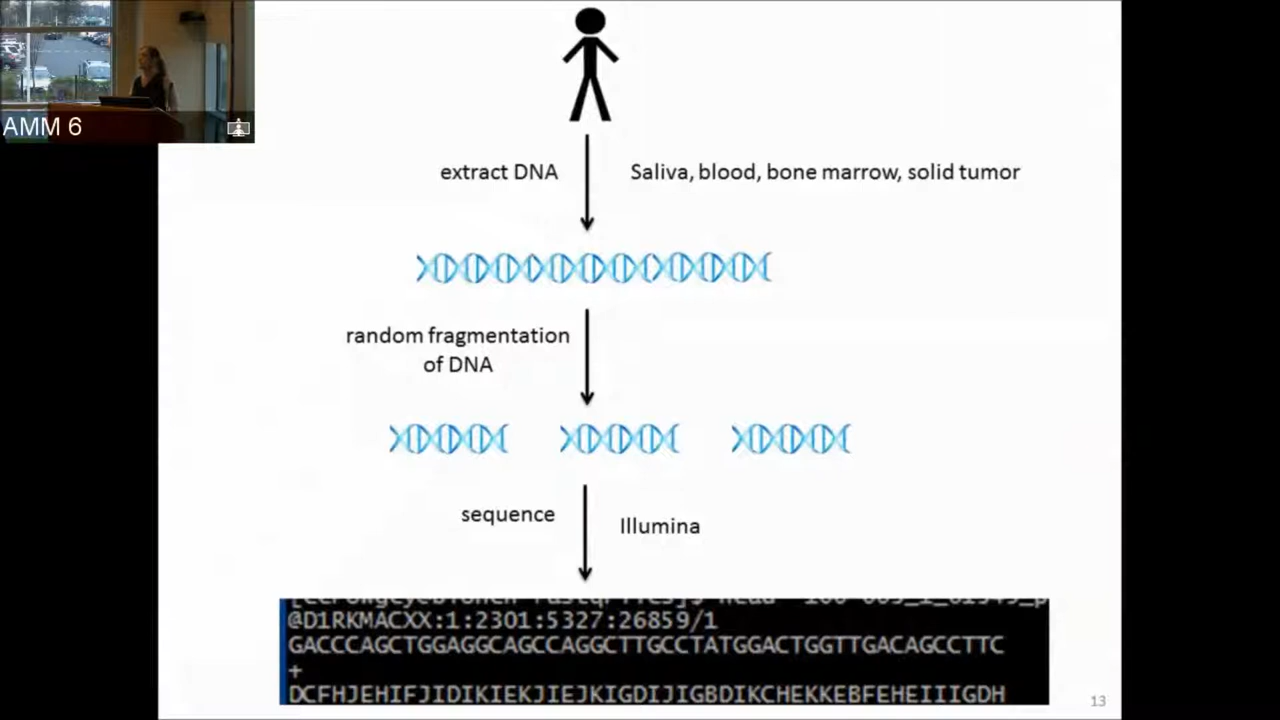 AMM 6
extract DNA
Saliva, blood, bone marrow, solid tumor
random fragmentation
of DNA
sequence
Illumina
@D1RKMACXX:1:2301:5327:26859/1
GACCCAGCTGGAGGCAGCCAGGCTTGCCTATGGACTGGTTGACAGCCTTC
+
DCFHJEHIFJIDIKIEKJIEJKIGDIJIGBDIKCHEKKEBFEHEIIIGDH
13